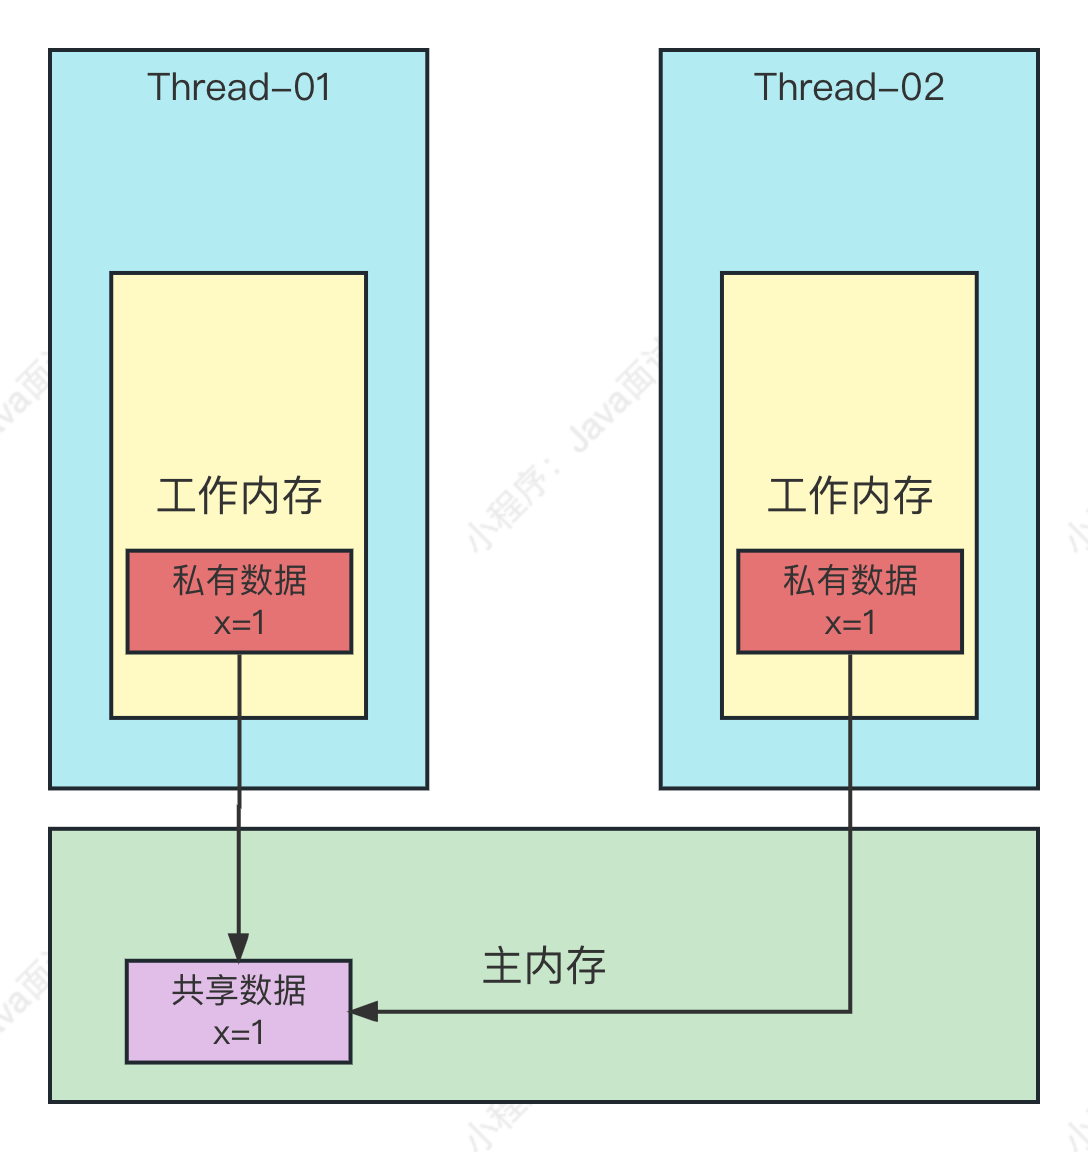 Thread-01
Thread-02
工作内存
工作内存
私有数据
x=1
私有数据
x=1
主内存
共享数据
x=1
小程序：Java面试